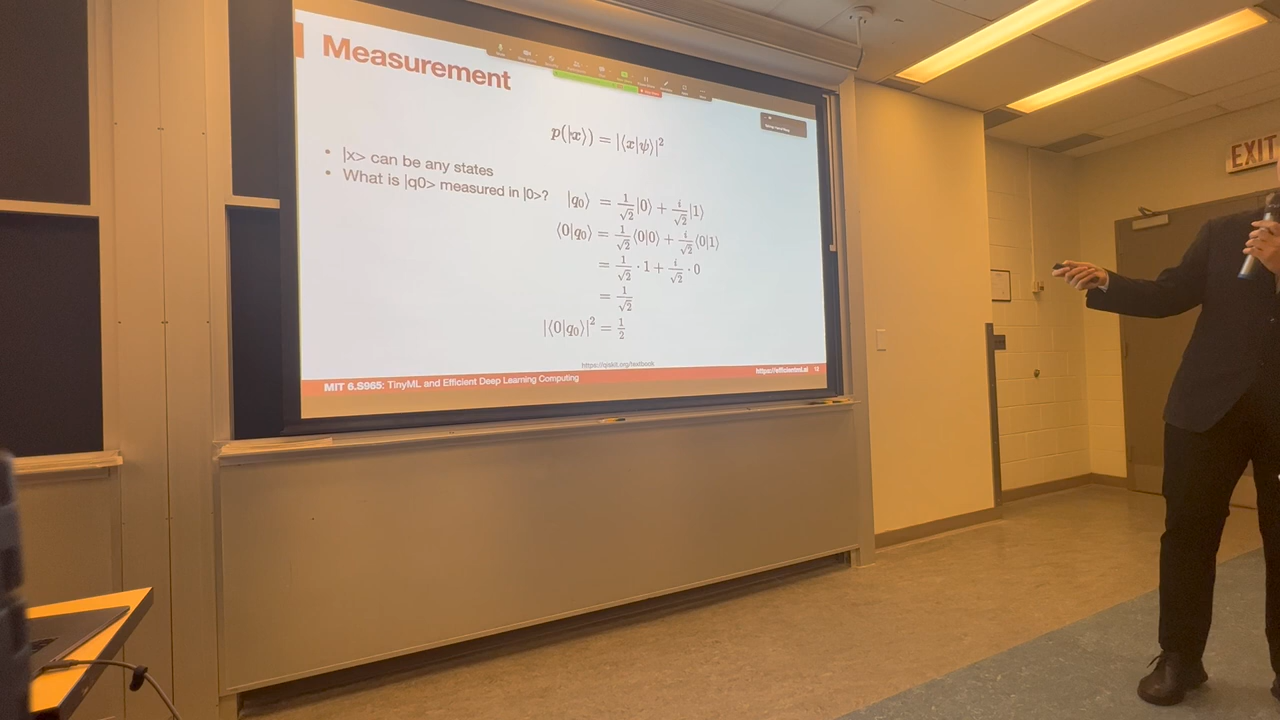 Measurement
p(|x⟩) = |⟨x|ψ⟩|²
• |x> can be any states
• What is |q0> measured in |0>?
|q₀⟩ = 1/√2 |0⟩ + i/√2 |1⟩
⟨0|q₀⟩ = 1/√2 ⟨0|0⟩ + i/√2 ⟨0|1⟩
= 1/√2 · 1 + i/√2 · 0
= 1/√2
|⟨0|q₀⟩|² = 1/2
https://qiskit.org/textbook
MIT 6.S965: TinyML and Efficient Deep Learning Computing
https://efficientml.ai 12
EXIT